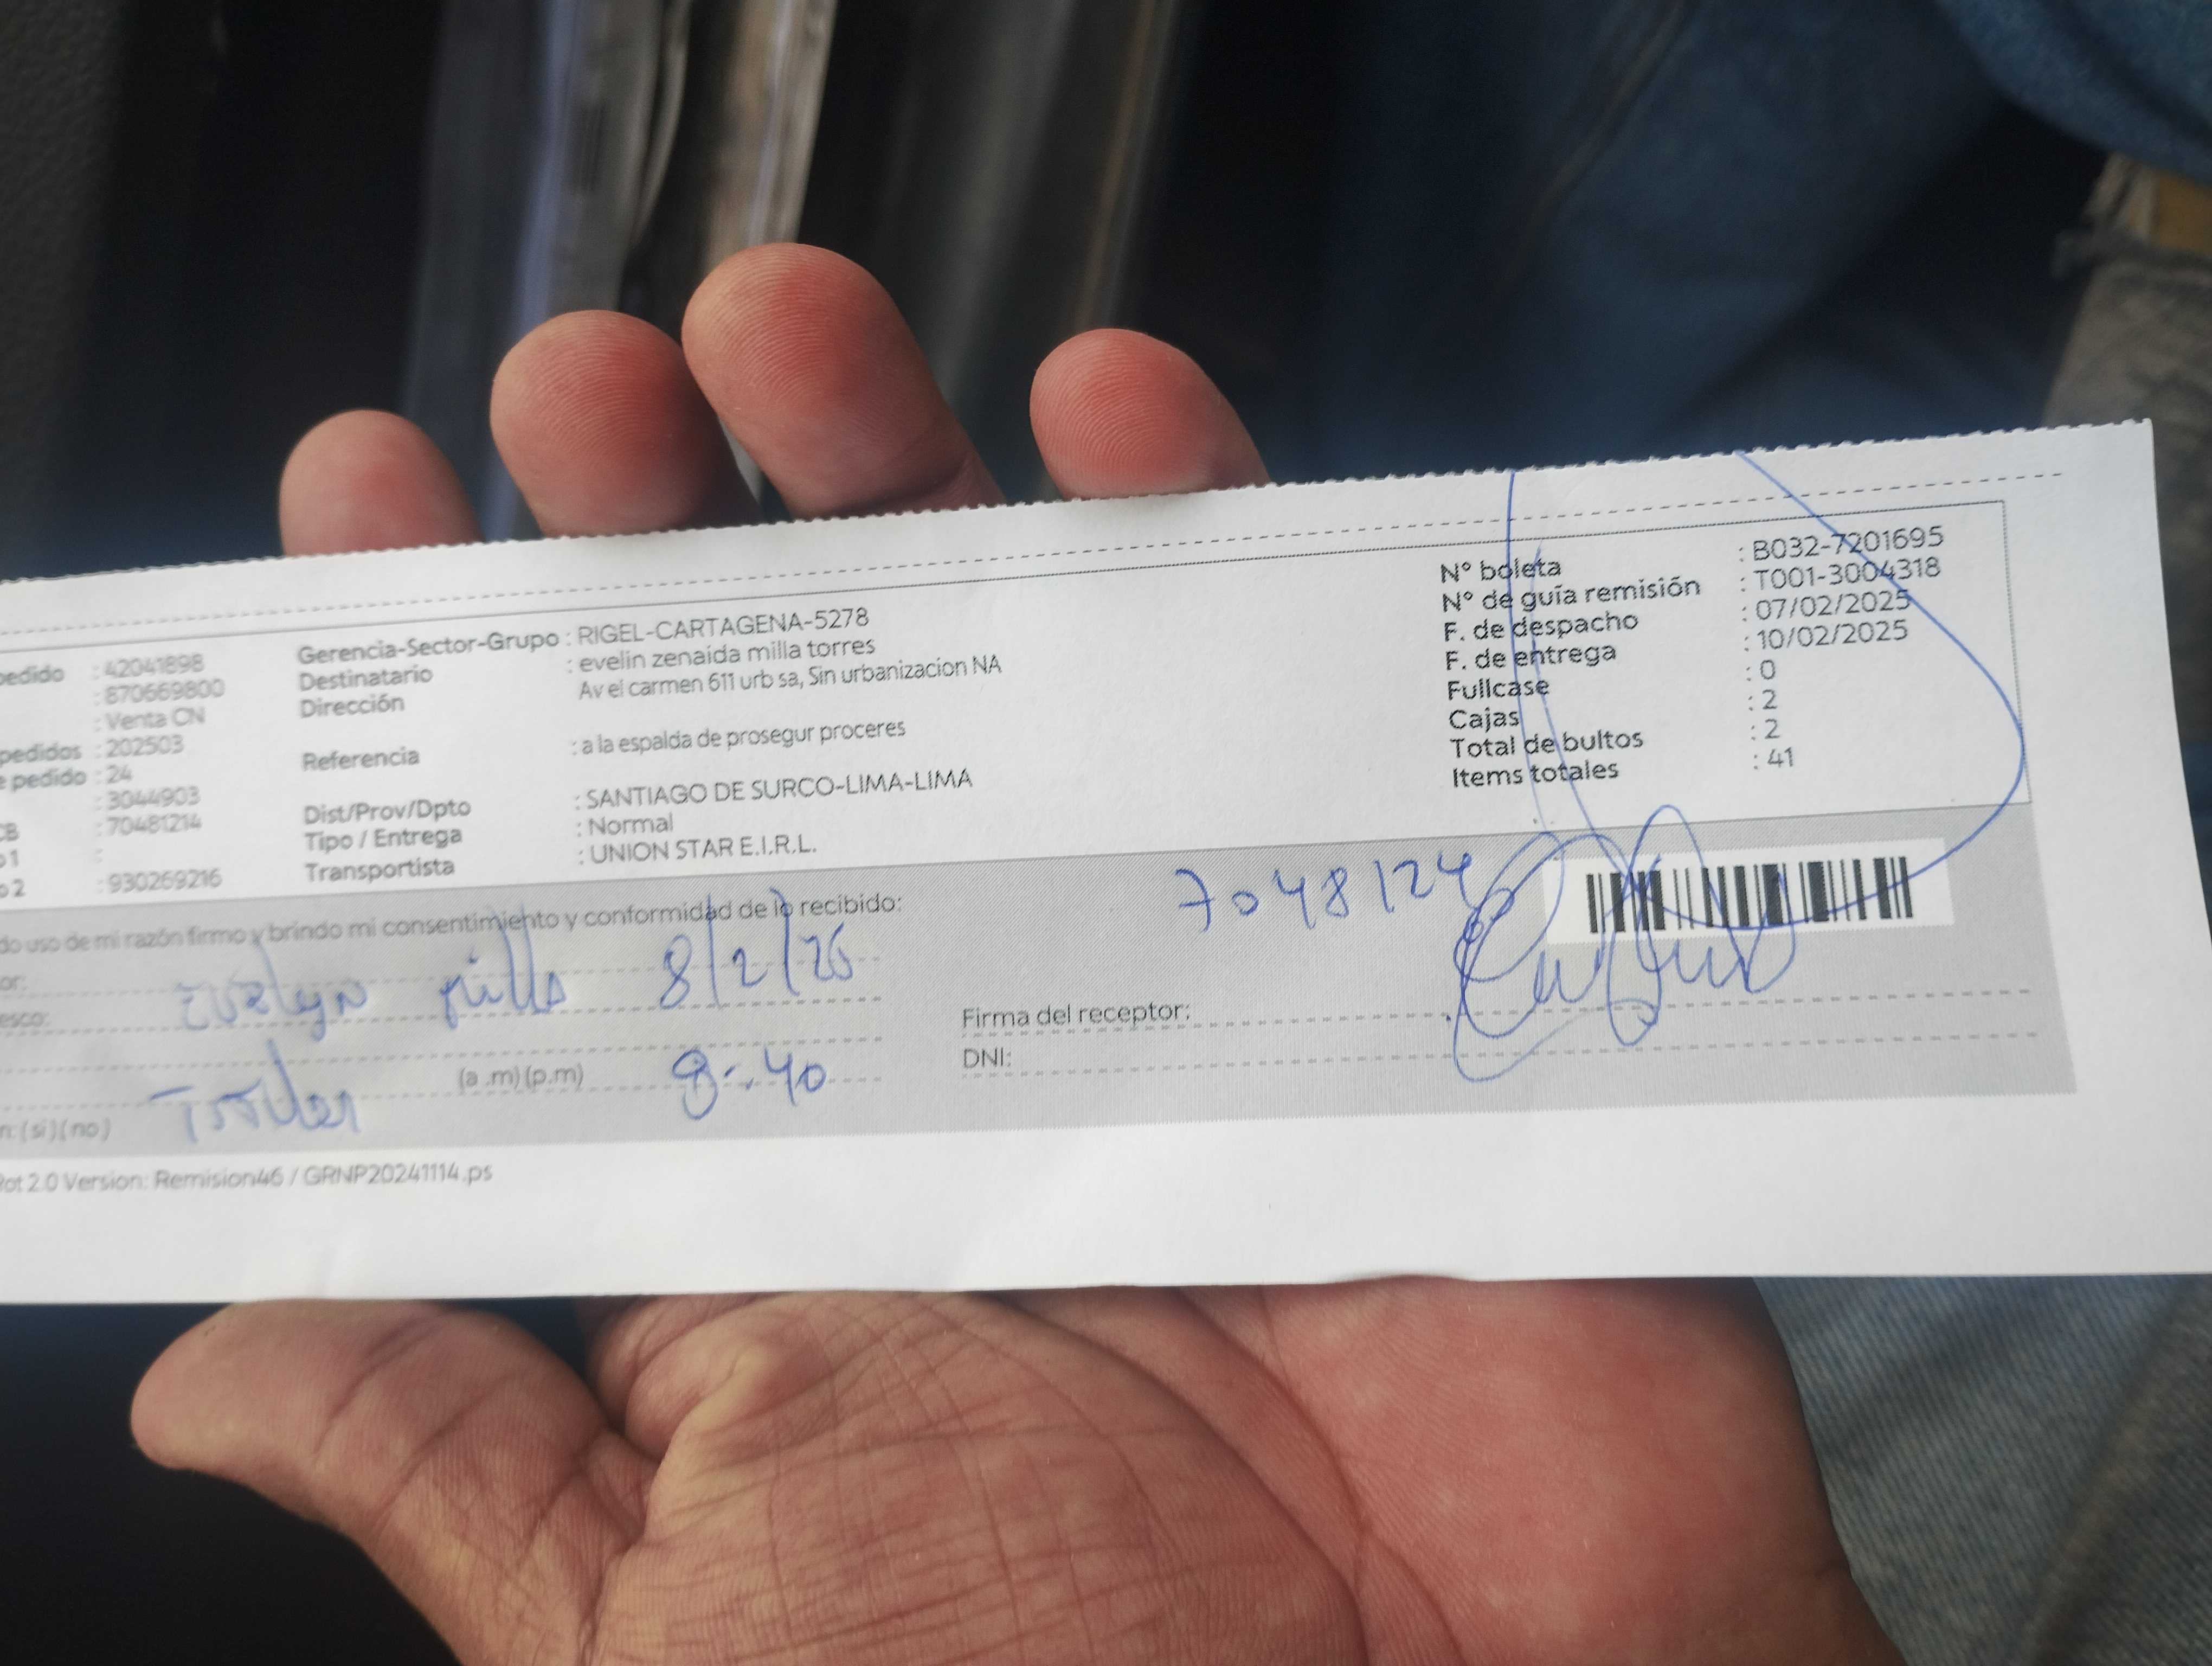 pedido : 42041898
: 870669800
: Venta CN
pedidos : 202503
e pedido : 24
: 3044903
CB : 70481214
o 1 :
o 2 : 930269216
Gerencia-Sector-Grupo : RIGEL-CARTAGENA-5278
Destinatario : evelin zenaida milla torres
Dirección Av el carmen 611 urb sa, Sin urbanizacion NA
Referencia : a la espalda de prosegur proceres
Dist/Prov/Dpto : SANTIAGO DE SURCO-LIMA-LIMA
Tipo / Entrega : Normal
Transportista : UNION STAR E.I.R.L.
N° boleta : B032-7201695
N° de guía remisión : T001-3004318
F. de despacho : 07/02/2025
F. de entrega : 10/02/2025
Fullcase : 0
Cajas : 2
Total de bultos : 2
Items totales : 41
do uso de mi razón firmo y brindo mi consentimiento y conformidad de lo recibido:
7048124
or: Evelyn milla 8/2/25
esco:
Firma del receptor:
(a .m) (p.m) 8:40
DNI:
n: (si) (no)
Rot 2.0 Version: Remision46 / GRNP20241114.ps